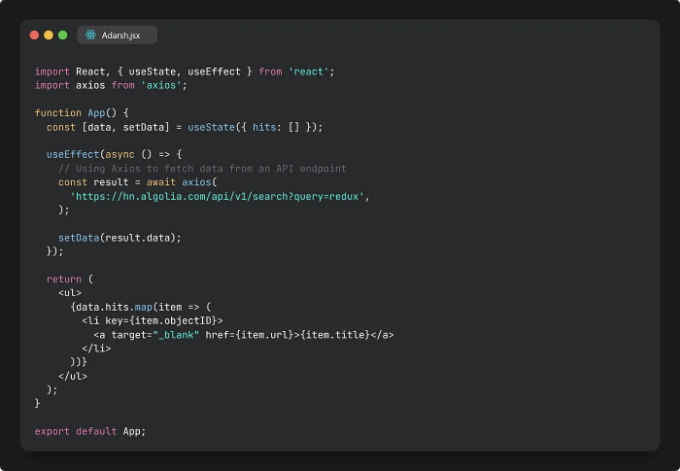 Adarsh.jsx
import React, { useState, useEffect } from 'react';
import axios from 'axios';

function App() {
  const [data, setData] = useState({ hits: [] });

  useEffect(async () => {
    // Using Axios to fetch data from an API endpoint
    const result = await axios(
      'https://hn.algolia.com/api/v1/search?query=redux',
    );

    setData(result.data);
  });

  return (
    <ul>
      {data.hits.map(item => (
        <li key={item.objectID}>
          <a target="_blank" href={item.url}>{item.title}</a>
        </li>
      ))}
    </ul>
  );
}

export default App;